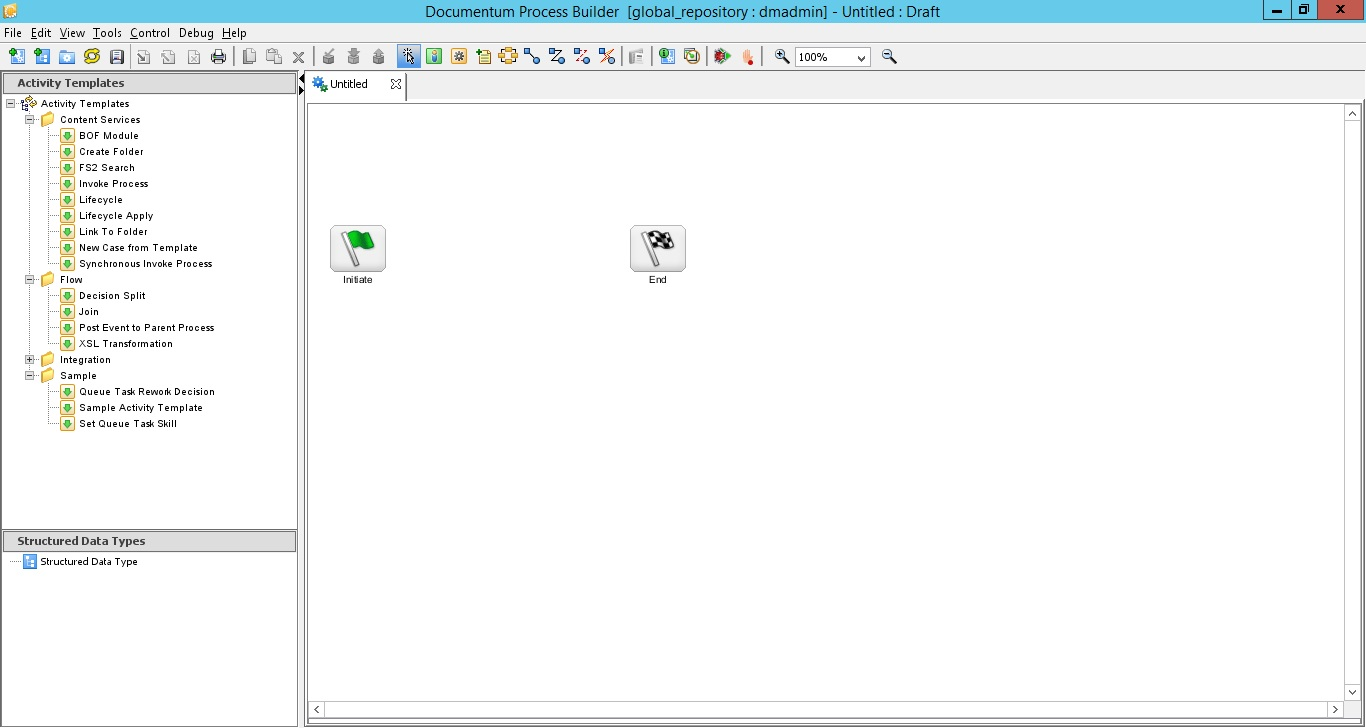 Documentum Process Builder [global_repository : dmadmin] - Untitled : Draft
File Edit View Tools Control Debug Help
100%
Activity Templates
Untitled
Activity Templates
Content Services
BOF Module
Create Folder
FS2 Search
Invoke Process
Lifecycle
Lifecycle Apply
Link To Folder
New Case from Template
Synchronous Invoke Process
Flow
Decision Split
Join
Post Event to Parent Process
XSL Transformation
Integration
Sample
Queue Task Rework Decision
Sample Activity Template
Set Queue Task Skill
Initiate
End
Structured Data Types
Structured Data Type